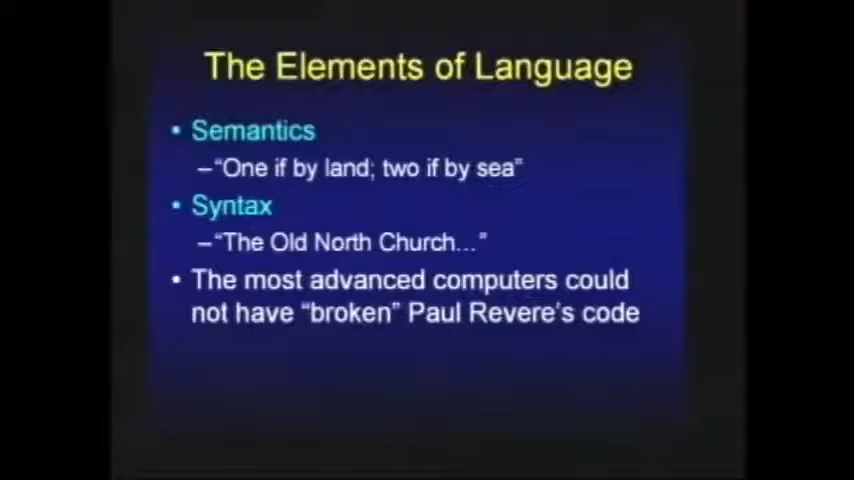 The Elements of Language
• Semantics
–“One if by land; two if by sea”
• Syntax
–“The Old North Church...”
• The most advanced computers could
not have “broken” Paul Revere’s code